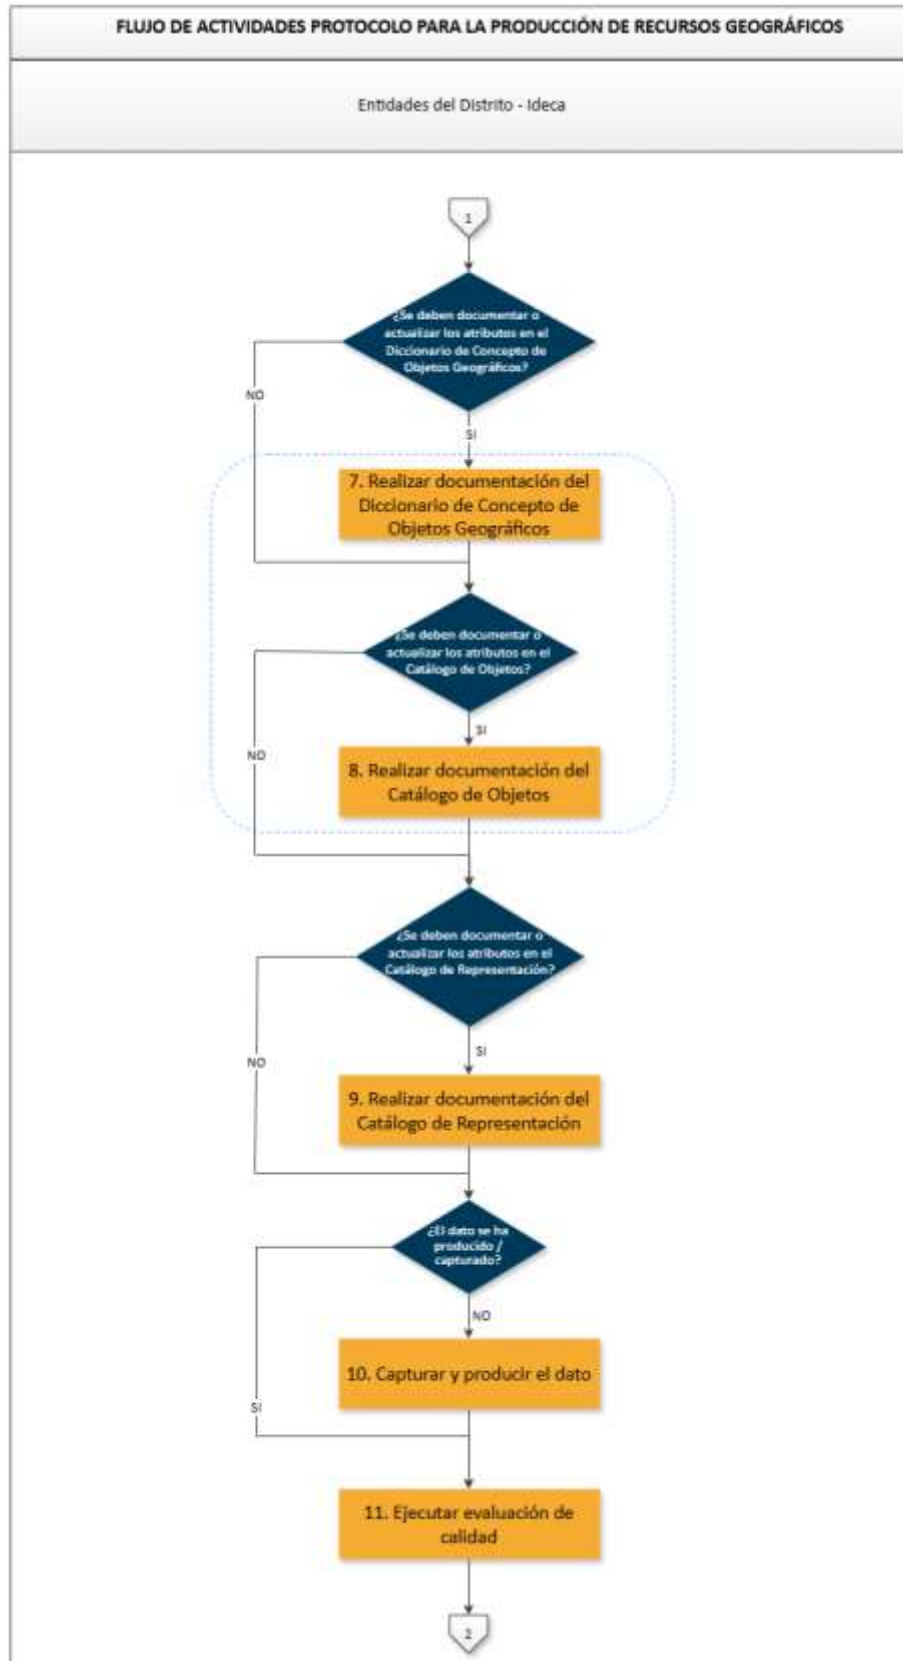 FLUJO DE ACTIVIDADES PROTOCOLO PARA LA PRODUCCIÓN DE RECURSOS GEOGRÁFICOS
Entidades del Distrito - Ideca
1
¿Se deben documentar o
actualizar los atributos en el
Diccionario de Concepto de
Objetos Geográficos?
NO
SI
7. Realizar documentación del
Diccionario de Concepto de
Objetos Geográficos
¿Se deben documentar o
actualizar los atributos en el
Catálogo de Objetos?
SI
NO
8. Realizar documentación del
Catálogo de Objetos
¿Se deben documentar o
actualizar los atributos en el
Catálogo de Representación?
SI
NO
9. Realizar documentación del
Catálogo de Representación
¿El dato se ha
producido /
capturado?
NO
10. Capturar y producir el dato
SI
11. Ejecutar evaluación de
calidad
2